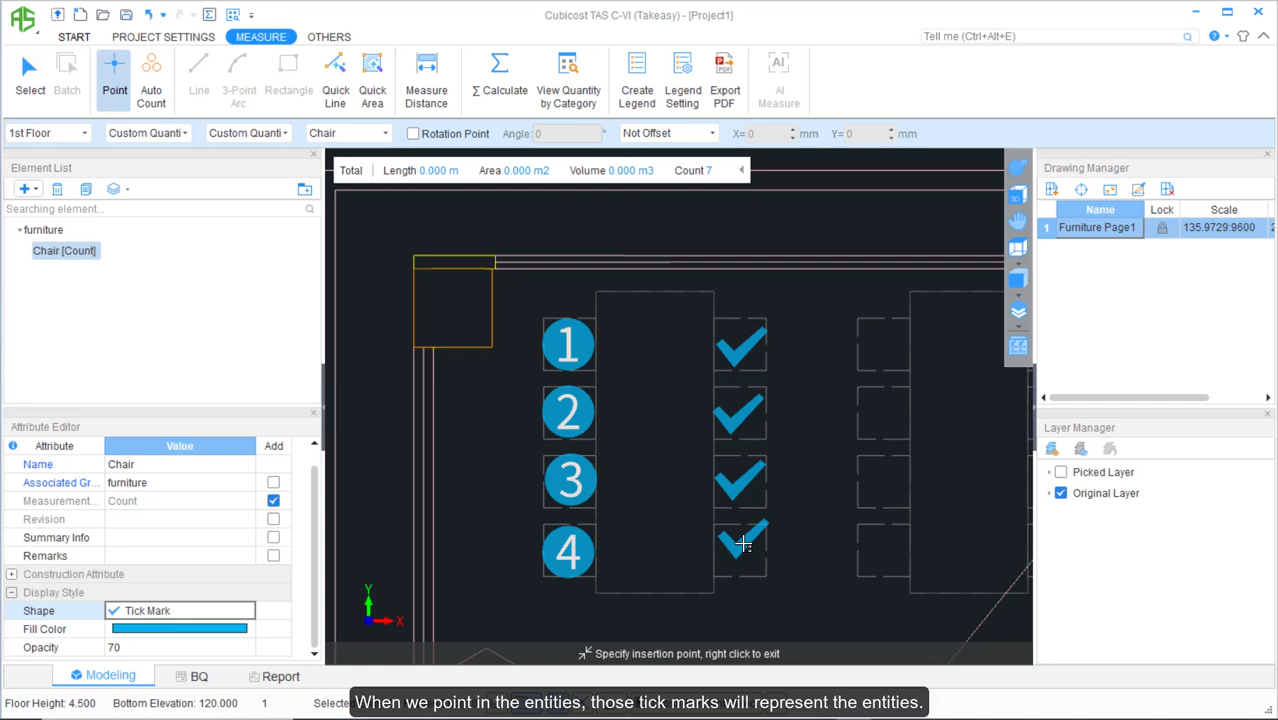 Cubicost TAS C-VI (Takeasy) - [Project1]
START
PROJECT SETTINGS
MEASURE
OTHERS
Tell me (Ctrl+Alt+E)
Select
Batch
Point
Auto Count
Line
3-Point Arc
Rectangle
Quick Line
Quick Area
Measure Distance
Σ Calculate
View Quantity by Category
Create Legend
Legend Setting
PDF
Export PDF
AI
AI Measure
1st Floor
Custom Quanti
Custom Quanti
Chair
Rotation Point
Angle: 0 °
Not Offset
X= 0 mm
Y= 0 mm
Element List
Searching element...
furniture
Chair [Count]
Total Length 0.000 m Area 0.000 m2 Volume 0.000 m3 Count 7
3D
1
2
3
4
Y
X
Specify insertion point, right click to exit
Drawing Manager
Name Lock Scale
1 Furniture Page1 135.9729:9600 2
Layer Manager
Picked Layer
Original Layer
Attribute Editor
Attribute Value Add
Name Chair
Associated Gr... furniture
Measurement... Count
Revision
Summary Info
Remarks
Construction Attribute
Display Style
Shape Tick Mark
Fill Color
Opacity 70
Modeling
BQ
Report
Floor Height: 4.500 Bottom Elevation: 120.000 1 Selected
When we point in the entities, those tick marks will represent the entities.